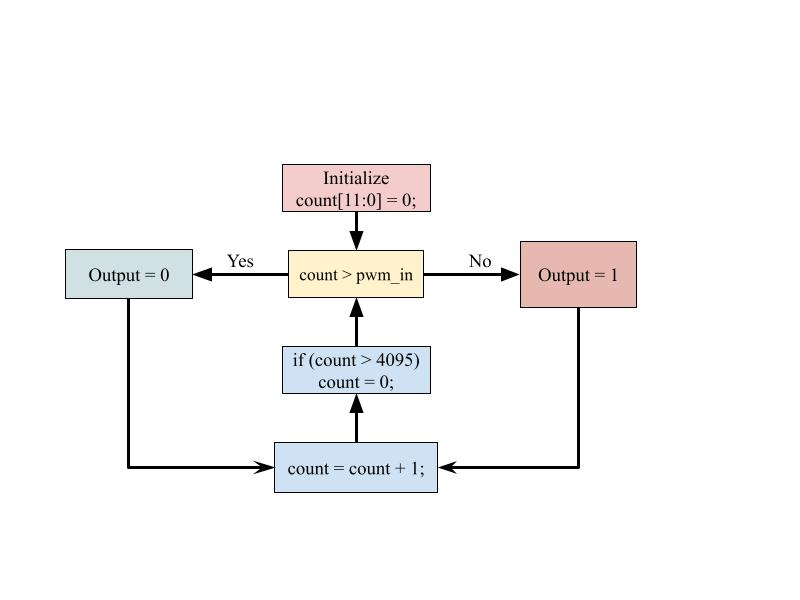 Initialize
count[11:0] = 0;
Yes
No
Output = 0
count > pwm_in
Output = 1
if (count > 4095)
count = 0;
count = count + 1;